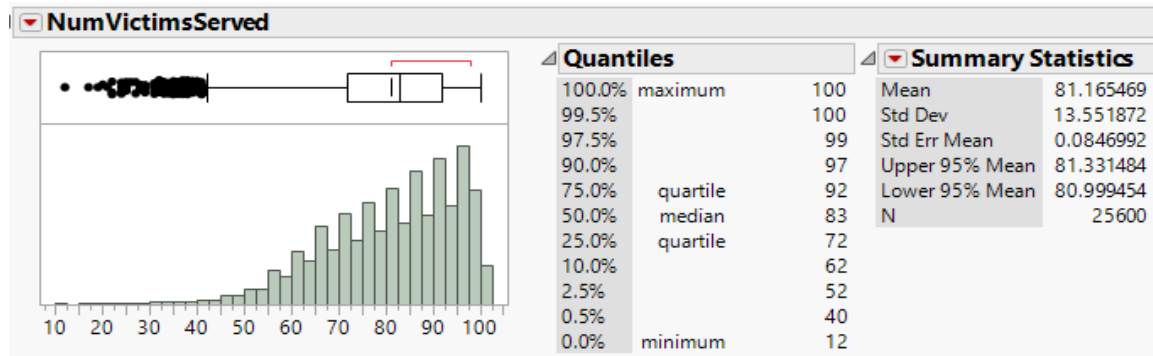 NumVictimsServed
10 20 30 40 50 60 70 80 90 100
Quantiles
100.0% maximum 100
99.5% 100
97.5% 99
90.0% 97
75.0% quartile 92
50.0% median 83
25.0% quartile 72
10.0% 62
2.5% 52
0.5% 40
0.0% minimum 12
Summary Statistics
Mean 81.165469
Std Dev 13.551872
Std Err Mean 0.0846992
Upper 95% Mean 81.331484
Lower 95% Mean 80.999454
N 25600